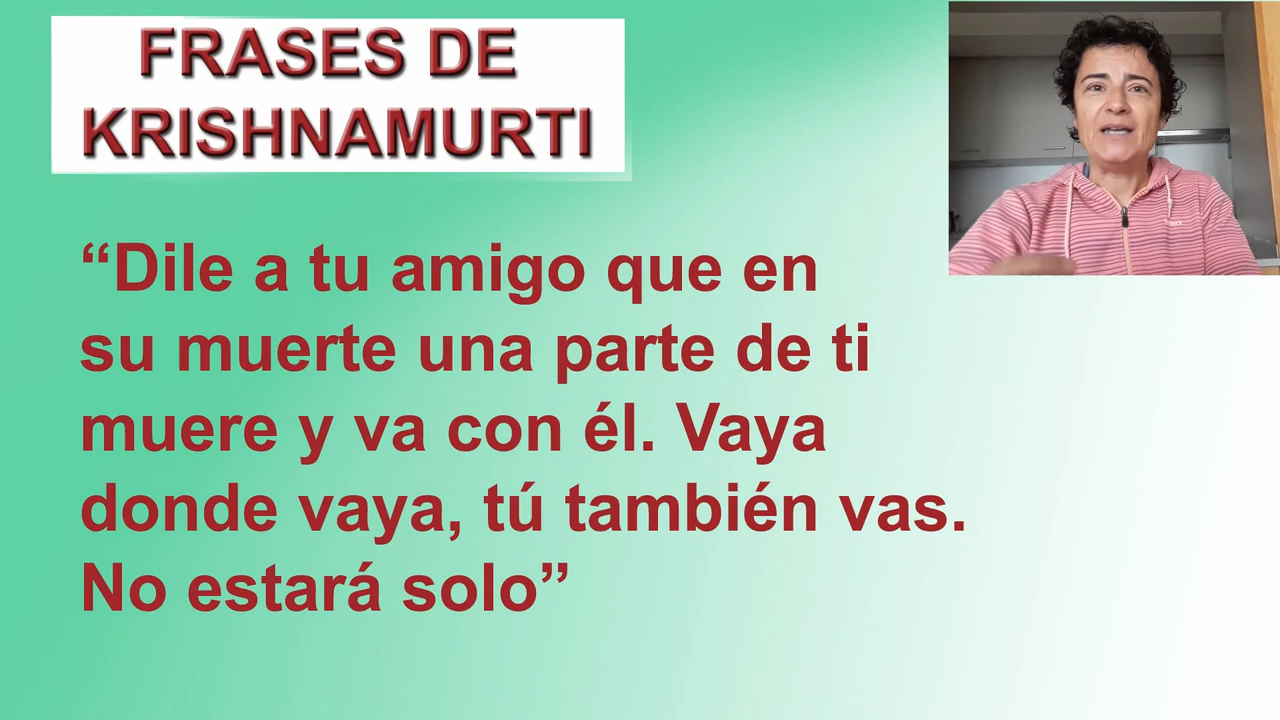 FRASES DE
KRISHNAMURTI
“Dile a tu amigo que en
su muerte una parte de ti
muere y va con él. Vaya
donde vaya, tú también vas.
No estará solo”